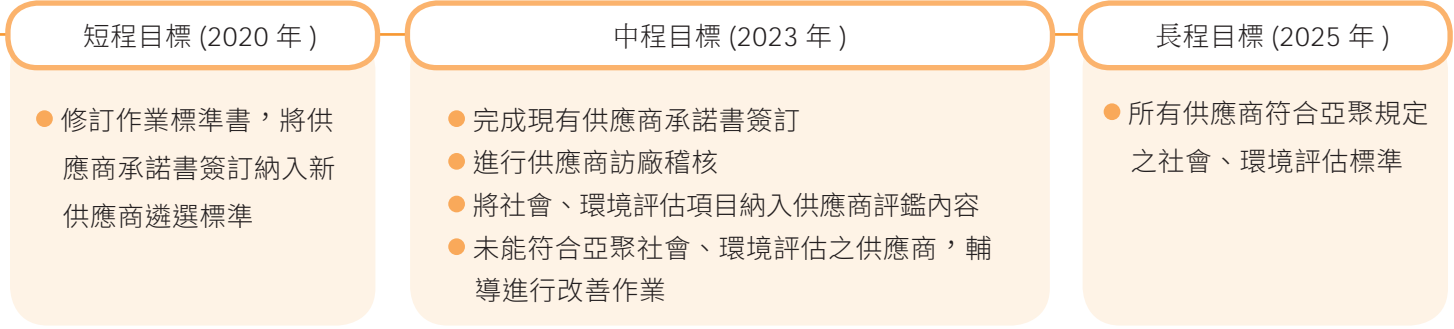 短程目標 (2020 年 )
● 修訂作業標準書，將供
應商承諾書簽訂納入新
供應商遴選標準
中程目標 (2023 年 )
● 完成現有供應商承諾書簽訂
● 進行供應商訪廠稽核
● 將社會、環境評估項目納入供應商評鑑內容
● 未能符合亞聚社會、環境評估之供應商，輔
導進行改善作業
長程目標 (2025 年 )
● 所有供應商符合亞聚規定
之社會、環境評估標準